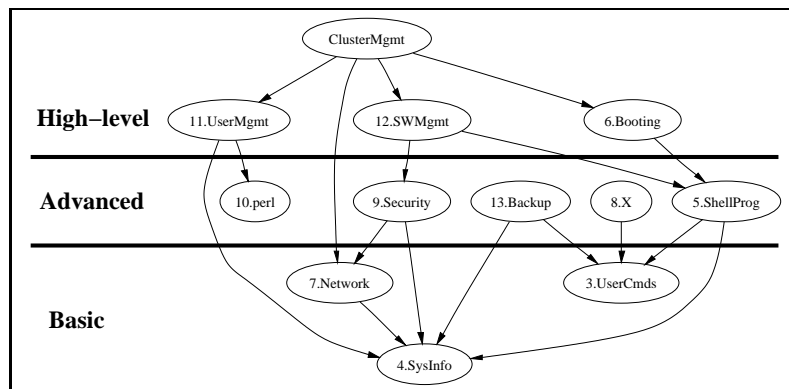 ClusterMgmt
High–level
11.UserMgmt
12.SWMgmt
6.Booting
Advanced
10.perl
9.Security
13.Backup
8.X
5.ShellProg
7.Network
3.UserCmds
Basic
4.SysInfo